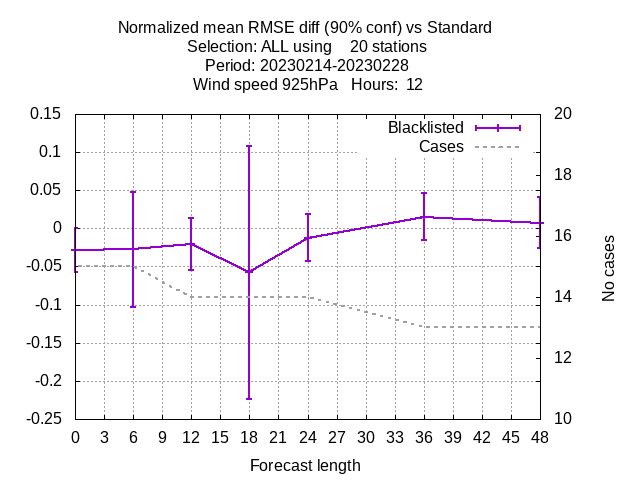 Normalized mean RMSE diff (90% conf) vs Standard
Selection: ALL using 20 stations
Period: 20230214-20230228
Wind speed 925hPa Hours: 12
Blacklisted
Cases
0.15
0.1
0.05
0
-0.05
-0.1
-0.15
-0.2
-0.25
20
18
16
14
12
10
No cases
0 3 6 9 12 15 18 21 24 27 30 33 36 39 42 45 48
Forecast length